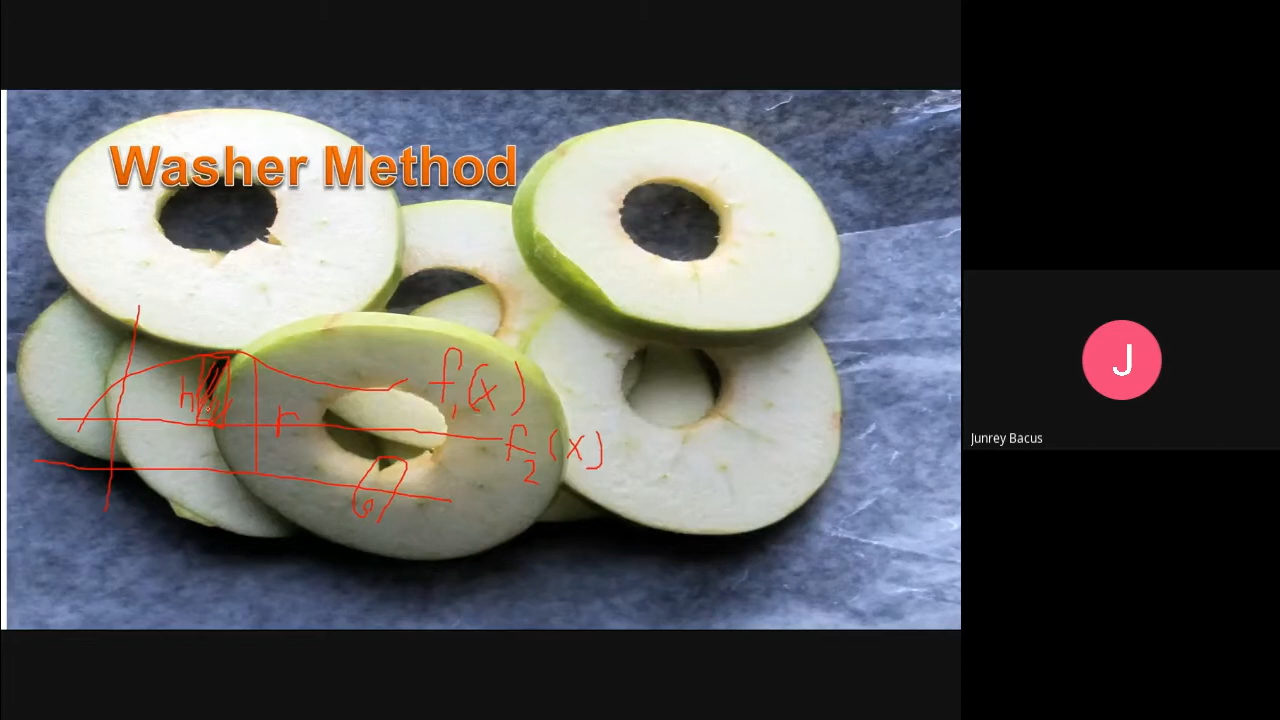 Washer Method
f₁(x)
h
r
f₂(x)
J
Junrey Bacus